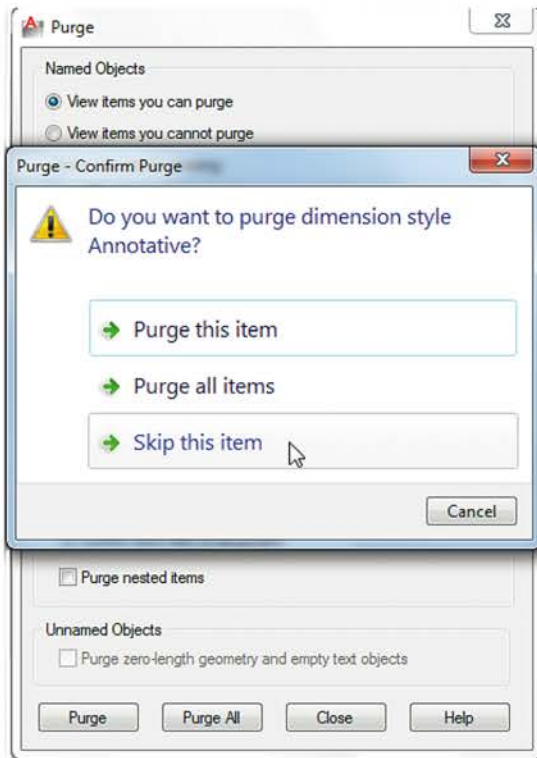 Purge
Named Objects
View items you can purge
View items you cannot purge
Purge - Confirm Purge
Do you want to purge dimension style
Annotative?
Purge this item
Purge all items
Skip this item
Cancel
Purge nested items
Unnamed Objects
Purge zero-length geometry and empty text objects
Purge Purge All Close Help